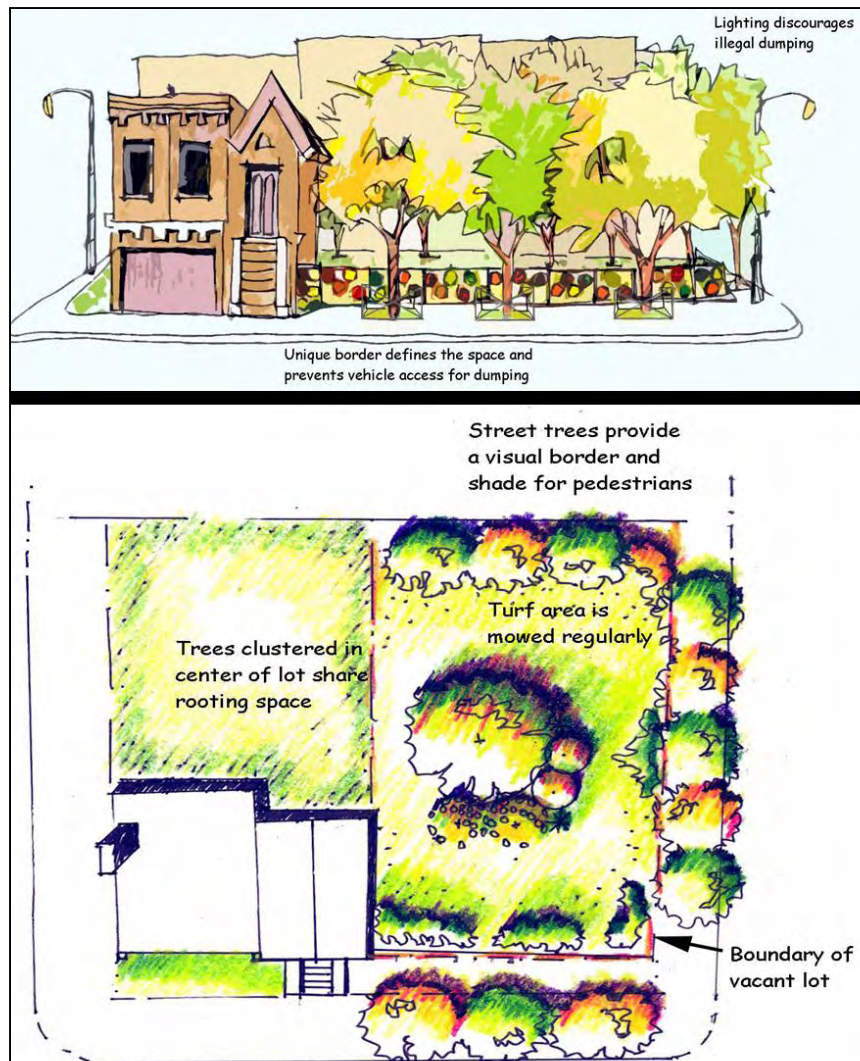 Lighting discourages
illegal dumping
Unique border defines the space and
prevents vehicle access for dumping
Street trees provide
a visual border and
shade for pedestrians
Turf area is
mowed regularly
Trees clustered in
center of lot share
rooting space
Boundary of
vacant lot